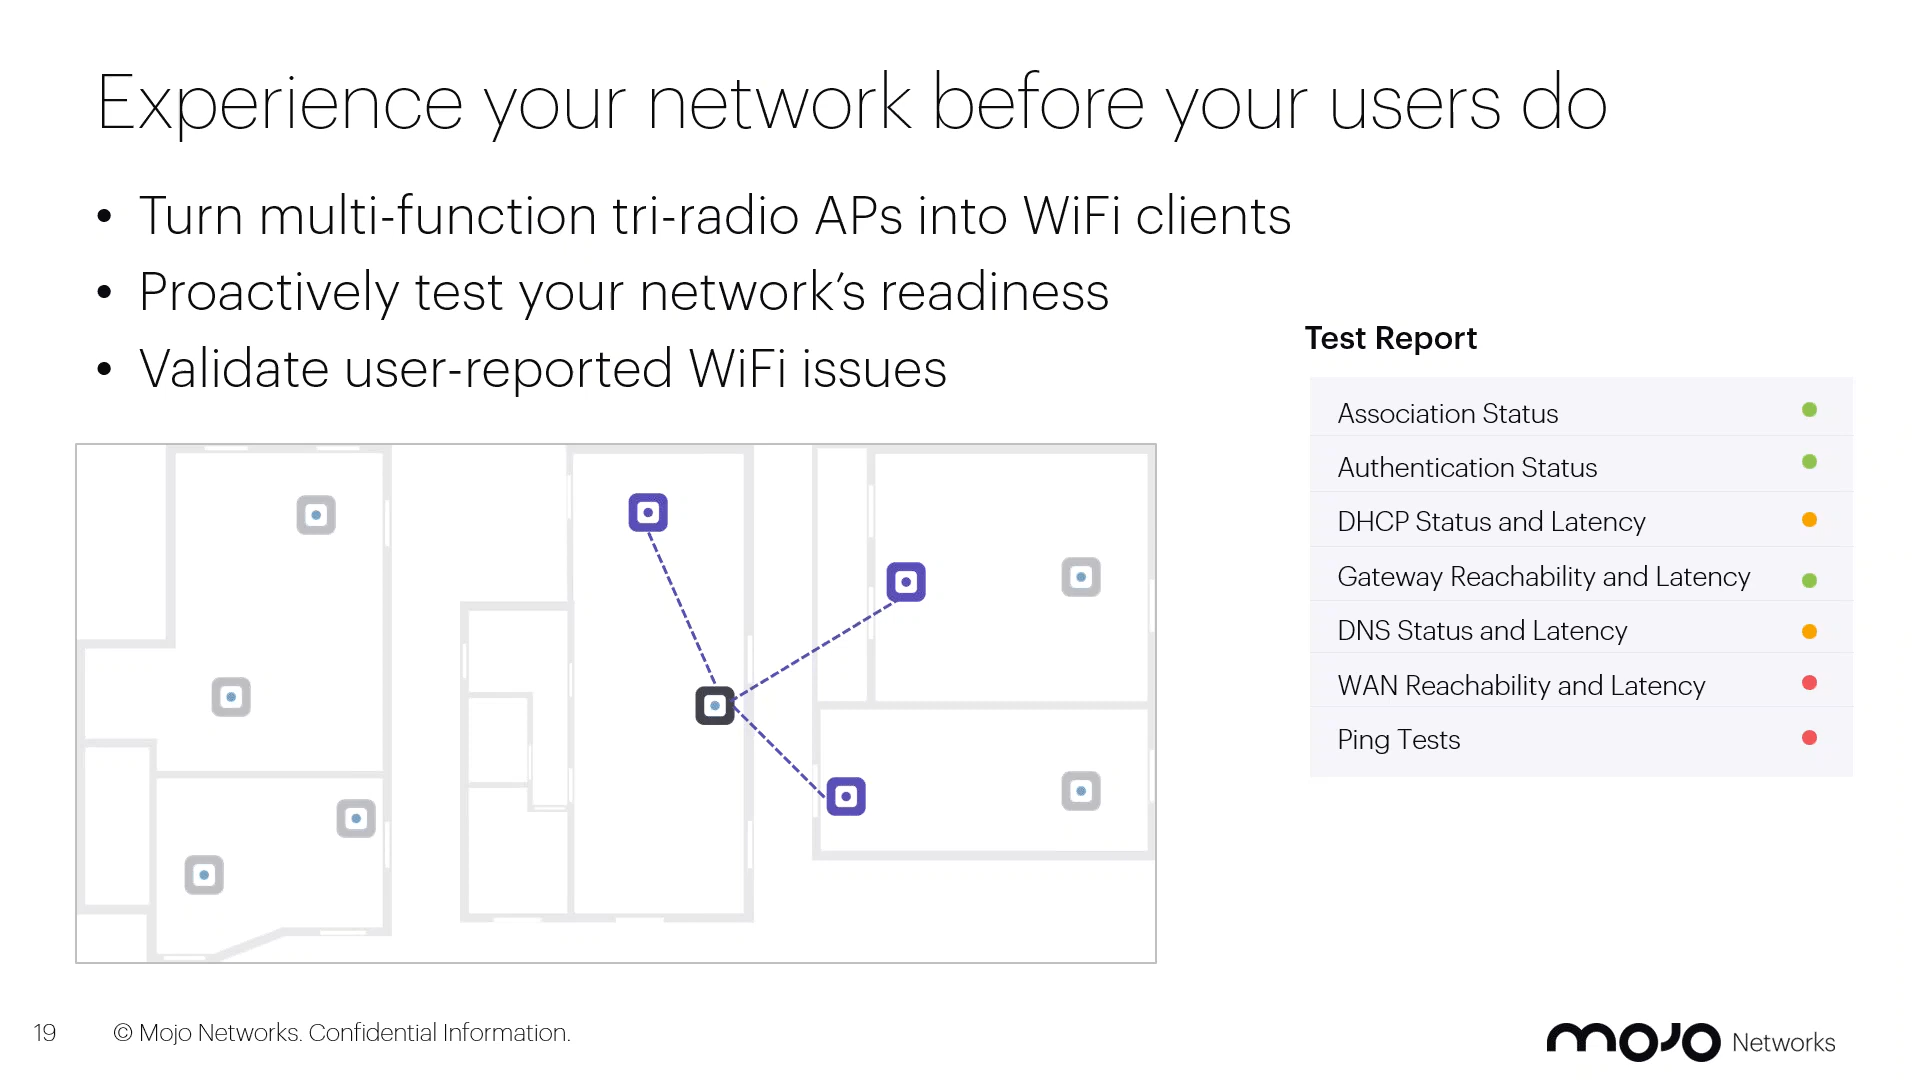 Experience your network before your users do
• Turn multi-function tri-radio APs into WiFi clients
• Proactively test your network’s readiness
• Validate user-reported WiFi issues
Test Report
Association Status
Authentication Status
DHCP Status and Latency
Gateway Reachability and Latency
DNS Status and Latency
WAN Reachability and Latency
Ping Tests
19 © Mojo Networks. Confidential Information.
mojo Networks